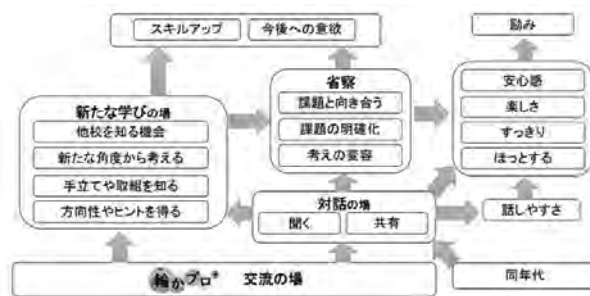 スキルアップ
今後への意欲
励み
新たな学びの場
他校を知る機会
新たな角度から考える
手立てや取組を知る
方向性やヒントを得る
省察
課題と向き合う
課題の明確化
考えの変容
安心感
楽しさ
すっきり
ほっとする
対話の場
聞く
共有
話しやすさ
輪かプロ 交流の場
同年代